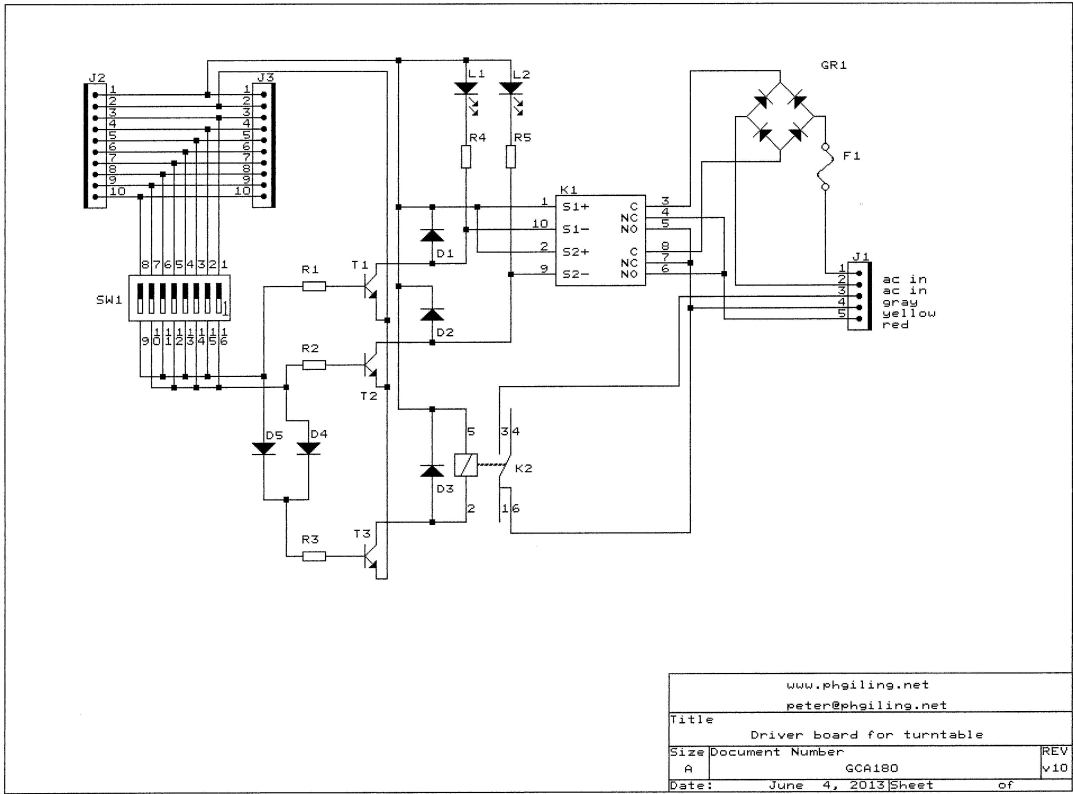 GR1
L1 L2
J2 J3
1 1
2 2
3 3
4 4
5 5
6 6
7 7
8 8
9 9
10 10
R4 R5
F1
K1
1 S1+ C 3
NC 4
10 S1- NO 5
2 S2+ C 8
NC 7
9 S2- NO 6
D1
J1
1 ac in
2 ac in
3 gray
4 yellow
5 red
8 7 6 5 4 3 2 1
SW1
1
9 10 11 12 13 14 15 16
R1 T1
D2
R2
T2
D5 D4
5
3 4
K2
D3
2
1 6
R3 T3
www.phgiling.net
peter@phgiling.net
Title
Driver board for turntable
Size Document Number REV
A GCA180 v10
Date: June 4, 2013 Sheet of